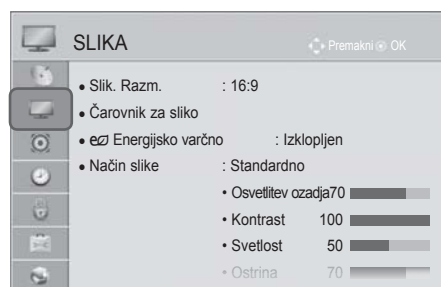 SLIKA Premakni OK
• Slik. Razm. : 16:9
• Čarovnik za sliko
• Energijsko varčno : Izklopljen
• Način slike : Standardno
• Osvetlitev ozadja70
• Kontrast 100
• Svetlost 50
• Ostrina 70